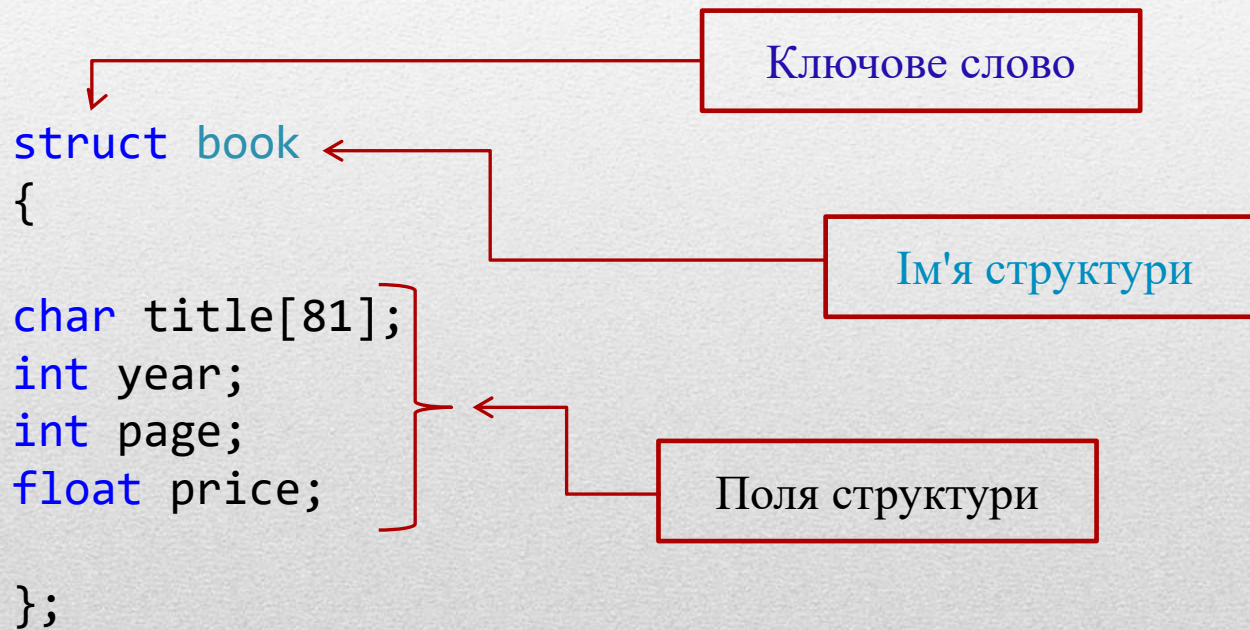 Ключове слово
struct book
{
Ім'я структури
char title[81];
int year;
int page;
float price;
Поля структури
};